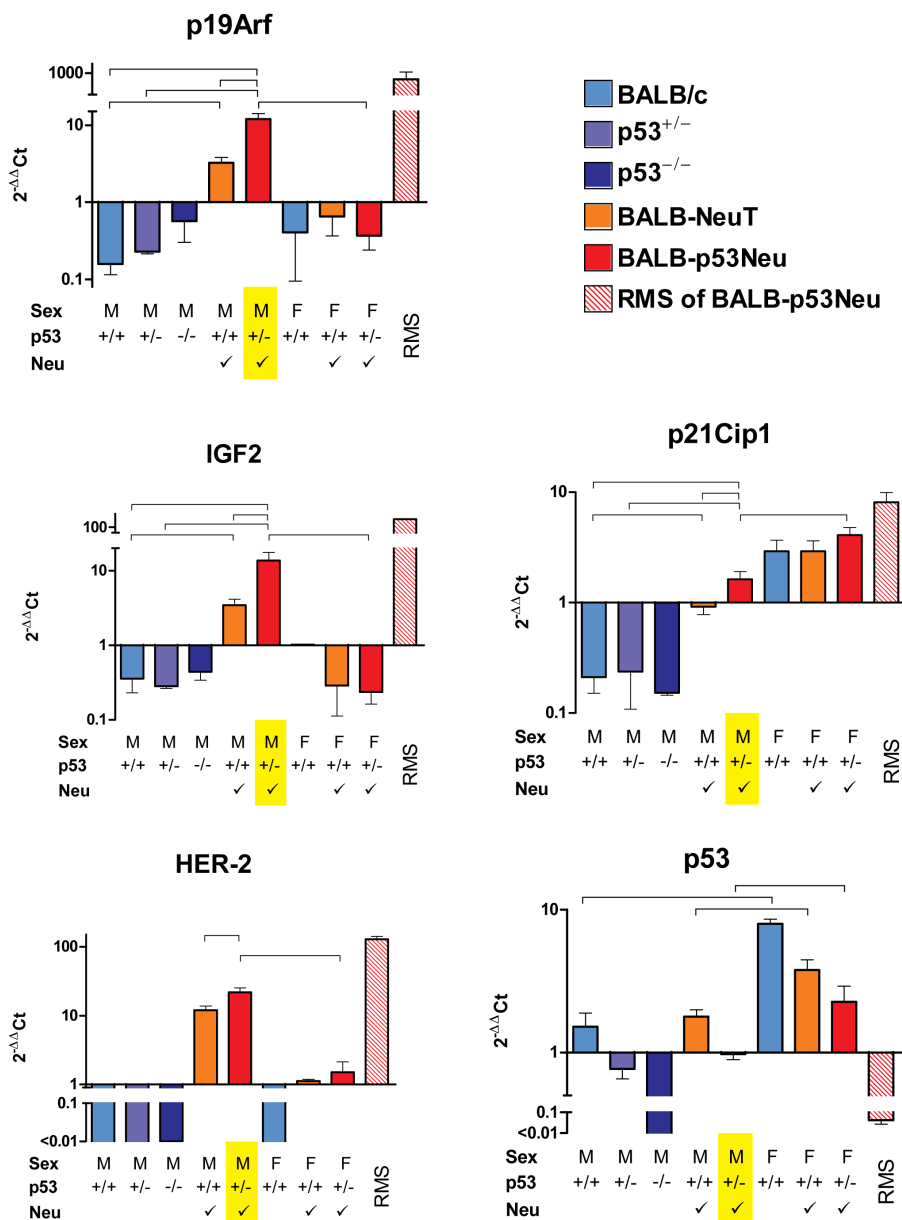 p19Arf
1000
10
1
0.1
2^-ΔΔCt
Sex M M M M M F F F
p53 +/+ +/- -/- +/+ +/- +/+ +/+ +/-
Neu ✓ ✓ ✓ ✓
RMS
BALB/c
p53^+/−
p53^−/−
BALB-NeuT
BALB-p53Neu
RMS of BALB-p53Neu
IGF2
100
10
1
0.1
2^-ΔΔCt
Sex M M M M M F F F
p53 +/+ +/- -/- +/+ +/- +/+ +/+ +/-
Neu ✓ ✓ ✓ ✓
RMS
p21Cip1
10
1
0.1
2^-ΔΔCt
Sex M M M M M F F F
p53 +/+ +/- -/- +/+ +/- +/+ +/+ +/-
Neu ✓ ✓ ✓ ✓
RMS
HER-2
100
10
1
0.1
<0.01
2^-ΔΔCt
Sex M M M M M F F F
p53 +/+ +/- -/- +/+ +/- +/+ +/+ +/-
Neu ✓ ✓ ✓ ✓
RMS
p53
10
1
0.1
<0.01
2^-ΔΔCt
Sex M M M M M F F F
p53 +/+ +/- -/- +/+ +/- +/+ +/+ +/-
Neu ✓ ✓ ✓ ✓
RMS